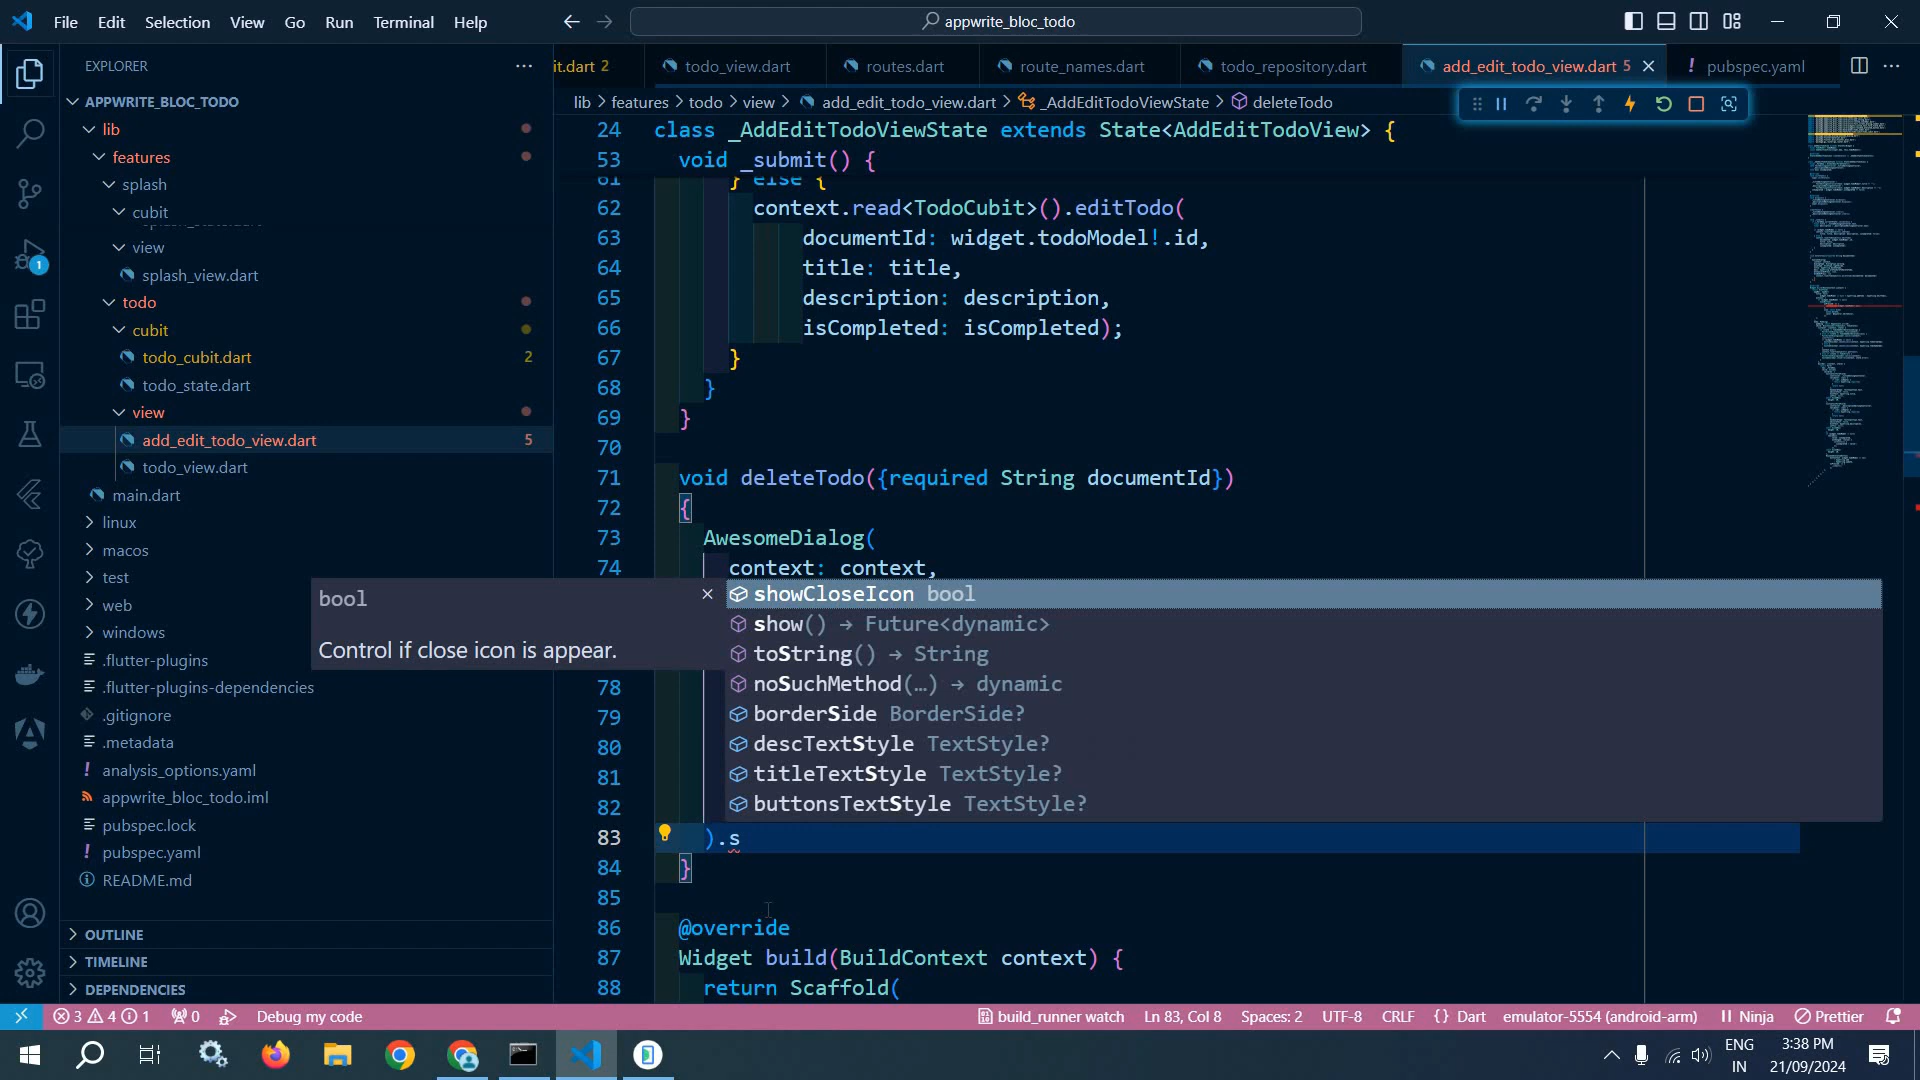 File Edit Selection View Go Run Terminal Help
appwrite_bloc_todo
EXPLORER
APPWRITE_BLOC_TODO
lib
features
splash
cubit
view
splash_view.dart
todo
cubit
todo_cubit.dart 2
todo_state.dart
view
add_edit_todo_view.dart 5
todo_view.dart
main.dart
linux
macos
test
web
windows
.flutter-plugins
.flutter-plugins-dependencies
.gitignore
.metadata
analysis_options.yaml
appwrite_bloc_todo.iml
pubspec.lock
pubspec.yaml
README.md
OUTLINE
TIMELINE
DEPENDENCIES
1
it.dart 2 todo_view.dart routes.dart route_names.dart todo_repository.dart add_edit_todo_view.dart 5 pubspec.yaml
lib > features > todo > view > add_edit_todo_view.dart > _AddEditTodoViewState > deleteTodo
24 class _AddEditTodoViewState extends State<AddEditTodoView> {
53 void _submit() {
61 } else {
62 context.read<TodoCubit>().editTodo(
63 documentId: widget.todoModel!.id,
64 title: title,
65 description: description,
66 isCompleted: isCompleted);
67 }
68 }
69 }
70
71 void deleteTodo({required String documentId})
72 {
73 AwesomeDialog(
74 context: context,
bool
Control if close icon is appear.
showCloseIcon bool
show() → Future<dynamic>
toString() → String
noSuchMethod(…) → dynamic
borderSide BorderSide?
descTextStyle TextStyle?
titleTextStyle TextStyle?
buttonsTextStyle TextStyle?
78
79
80
81
82
83 ).s
84 }
85
86 @override
87 Widget build(BuildContext context) {
88 return Scaffold(
3 4 1 0 Debug my code build_runner watch Ln 83, Col 8 Spaces: 2 UTF-8 CRLF {} Dart emulator-5554 (android-arm) Ninja Prettier
ENG
IN
3:38 PM
21/09/2024